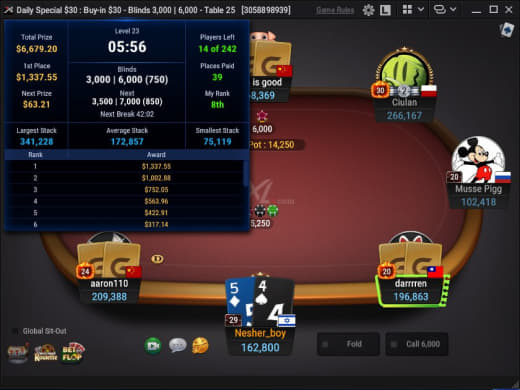 Daily Special $30 : Buy-in $30 - Blinds 3,000 | 6,000 - Table 25 [3058898939]
Game Rules
L
Total Prize
$6,679.20
Level 23
05:56
Players Left
14 of 242
1st Place
$1,337.55
Blinds
3,000 | 6,000 (750)
Places Paid
39
Next Prize
$63.21
Next
3,500 | 7,000 (850)
Next Break 42:02
My Rank
8th
Largest Stack
341,228
Average Stack
172,857
Smallest Stack
75,119
Rank
Award
1
$1,337.55
2
$1,002.88
3
$752.05
4
$563.96
5
$422.91
6
$317.14
is good
8,369
6,000
Pot : 14,250
.com
5,250
30
2
Ciulan
266,167
20
Musse Pigg
102,418
24
aaron110
209,388
20
darrrren
196,863
5
4
4
29
Nesher_boy
162,800
Global Sit-Out
Fold
Call 6,000
BET
FLOP